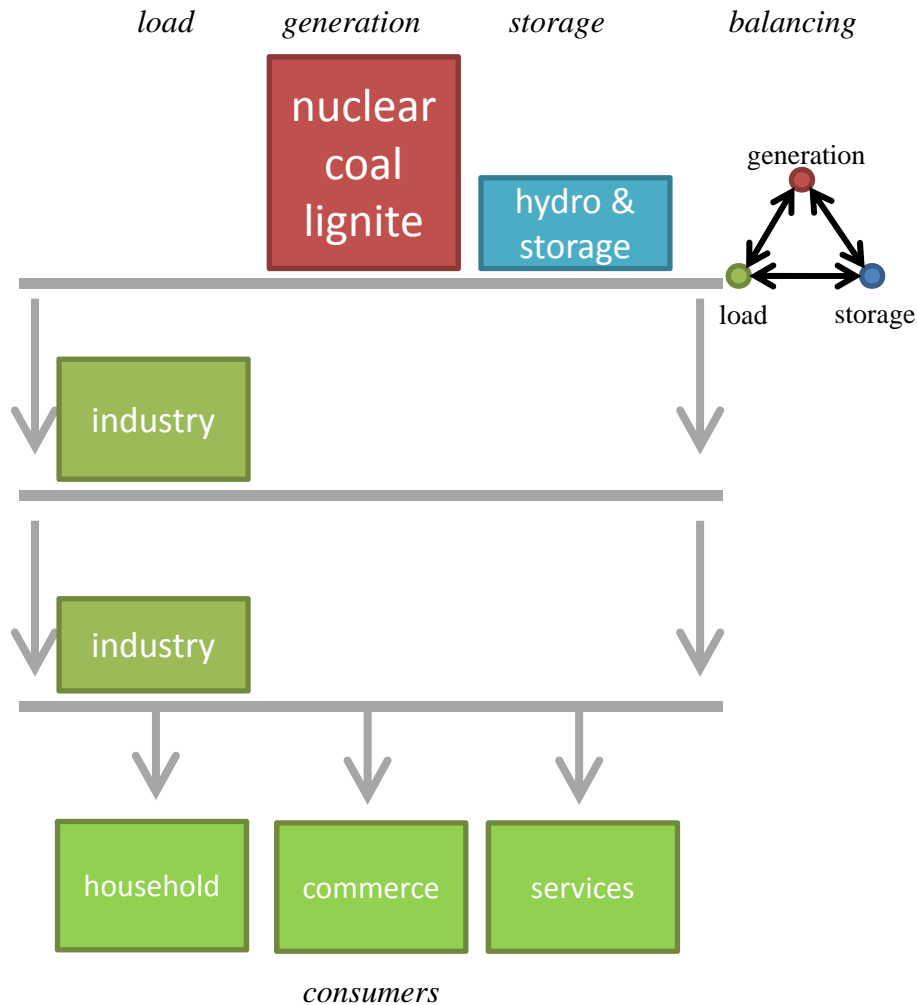 load generation storage balancing
nuclear
coal
lignite
hydro &
storage
generation
load storage
industry
industry
household commerce services
consumers